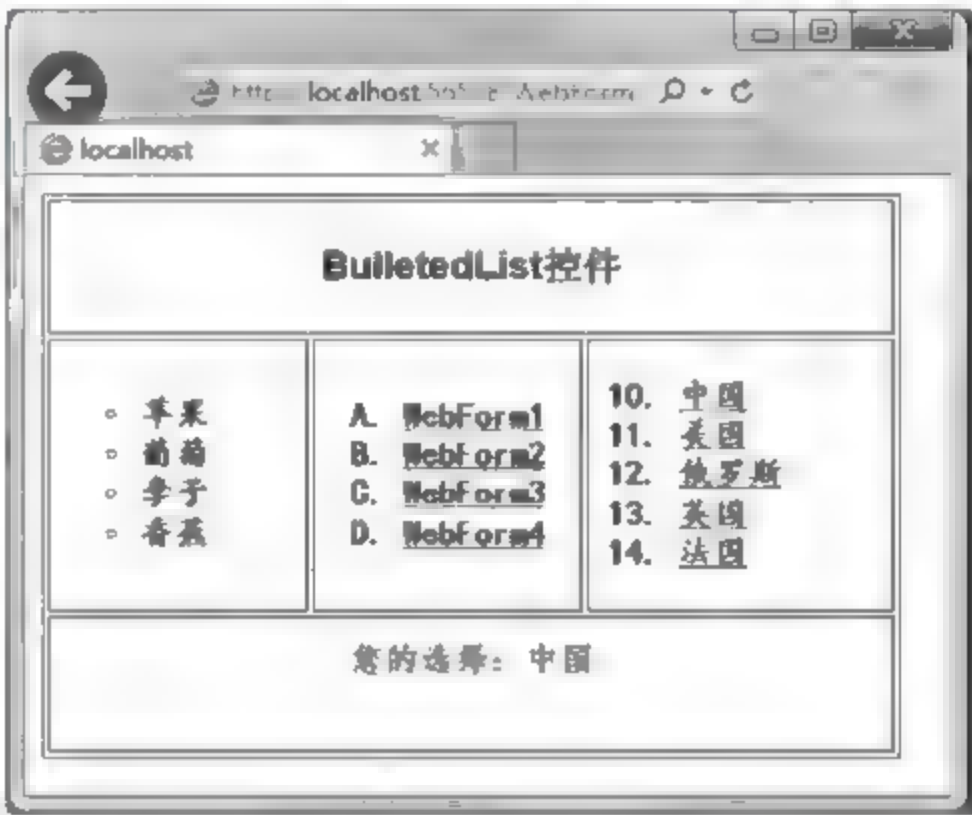 localhost
localhost
BulletedList控件
苹果
葡萄
李子
香蕉
A. WebForm1
B. WebForm2
C. WebForm3
D. WebForm4
10. 中国
11. 美国
12. 俄罗斯
13. 英国
14. 法国
您的选择：中国